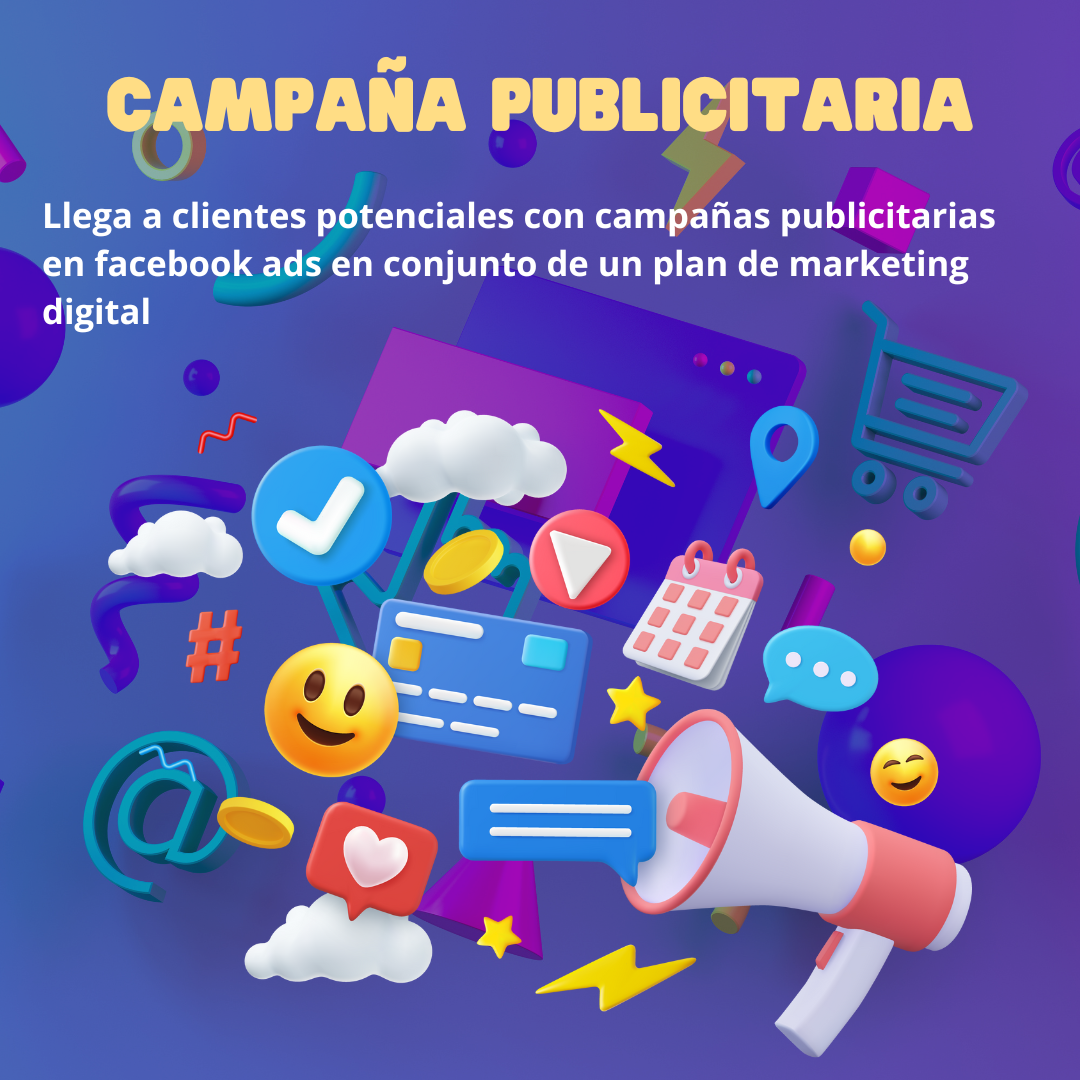 CAMPAÑA PUBLICITARIA
Llega a clientes potenciales con campañas publicitarias
en facebook ads en conjunto de un plan de marketing
digital
#
@